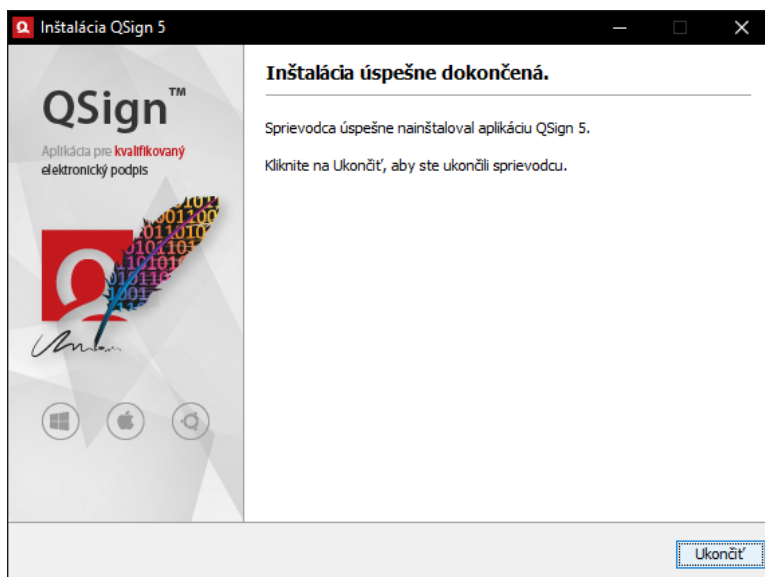 Inštalácia QSign 5
QSign™
Aplikácia pre kvalifikovaný
elektronický podpis
Inštalácia úspešne dokončená.
Sprievodca úspešne nainštaloval aplikáciu QSign 5.
Kliknite na Ukončiť, aby ste ukončili sprievodcu.
Ukončiť